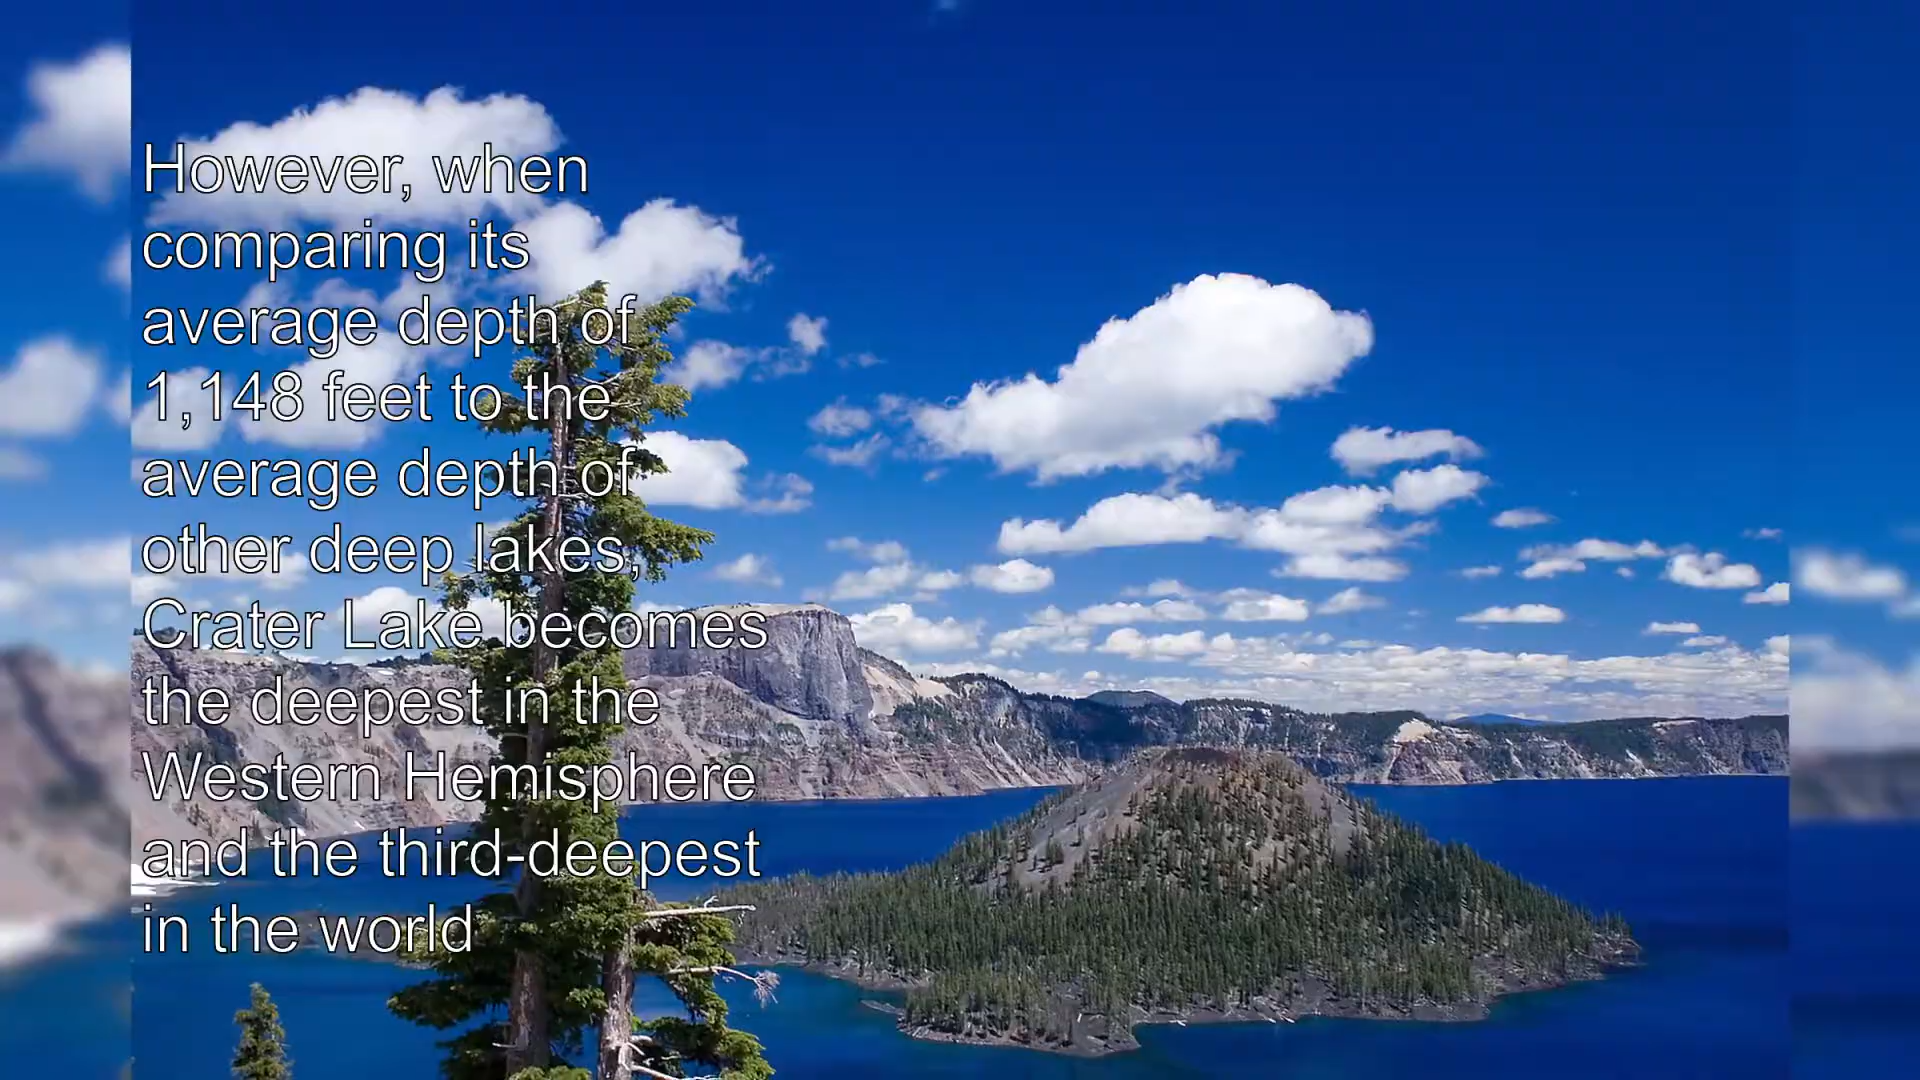 However, when
comparing its
average depth of
1,148 feet to the
average depth of
other deep lakes,
Crater Lake becomes
the deepest in the
Western Hemisphere
and the third-deepest
in the world